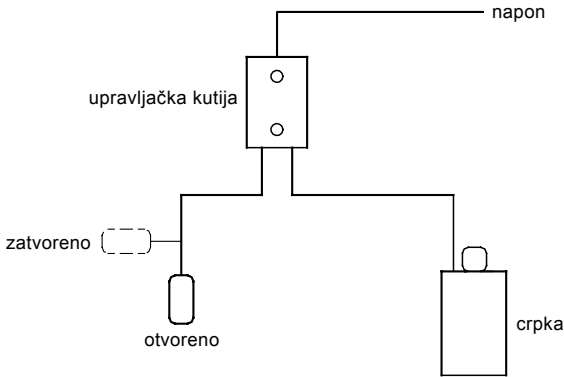 napon
upravljačka kutija
zatvoreno
otvoreno
crpka